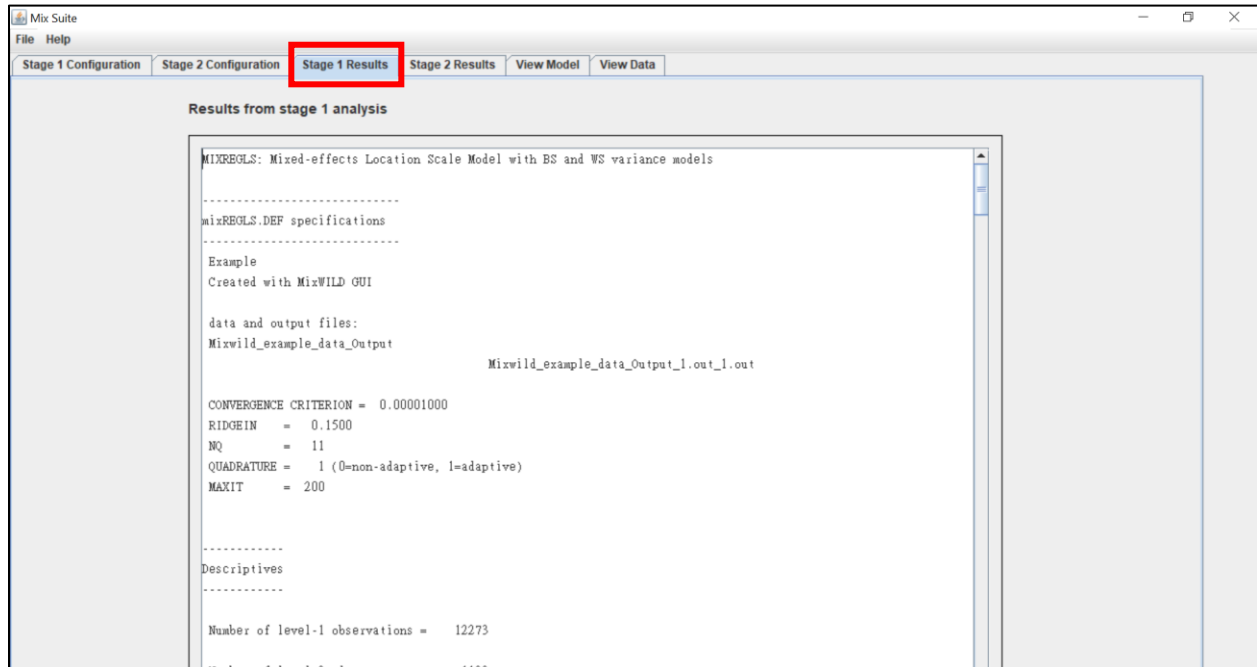 Mix Suite
File Help
Stage 1 Configuration Stage 2 Configuration Stage 1 Results Stage 2 Results View Model View Data
Results from stage 1 analysis
MIXREGLS: Mixed-effects Location Scale Model with BS and WS variance models
----------------------------
mixREGLS.DEF specifications
----------------------------
Example
Created with MixWILD GUI
data and output files:
Mixwild_example_data_Output
Mixwild_example_data_Output_1.out_1.out
CONVERGENCE CRITERION = 0.00001000
RIDGEIN = 0.1500
NQ = 11
QUADRATURE = 1 (0=non-adaptive, 1=adaptive)
MAXIT = 200
------------
Descriptives
------------
Number of level-1 observations = 12273